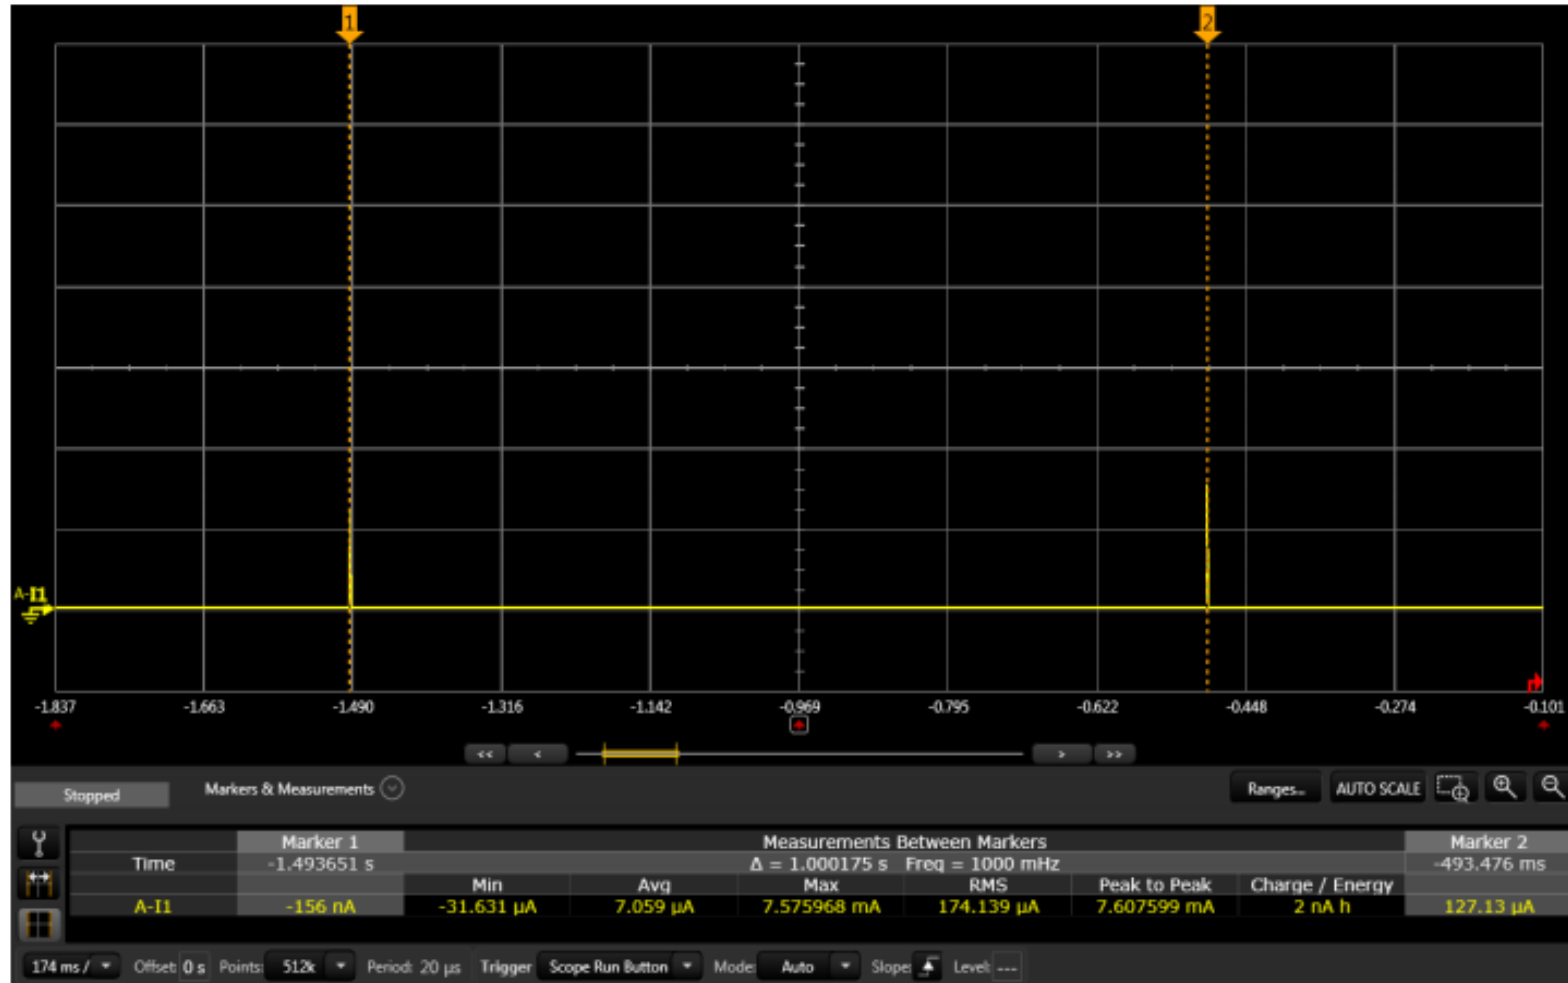 1 2
A-I1
-1.837 -1.663 -1.490 -1.316 -1.142 -0.969 -0.795 -0.622 -0.448 -0.274 -0.101
<< < > >>
Stopped Markers & Measurements Ranges... AUTO SCALE
Marker 1 Measurements Between Markers Marker 2
Time -1.493651 s Δ = 1.000175 s Freq = 1000 mHz -493.476 ms
Min Avg Max RMS Peak to Peak Charge / Energy
A-I1 -156 nA -31.631 µA 7.059 µA 7.575968 mA 174.139 µA 7.607599 mA 2 nA h 127.13 µA
174 ms / Offset: 0 s Points: 512k Period: 20 µs Trigger Scope Run Button Mode: Auto Slope: Level: ---